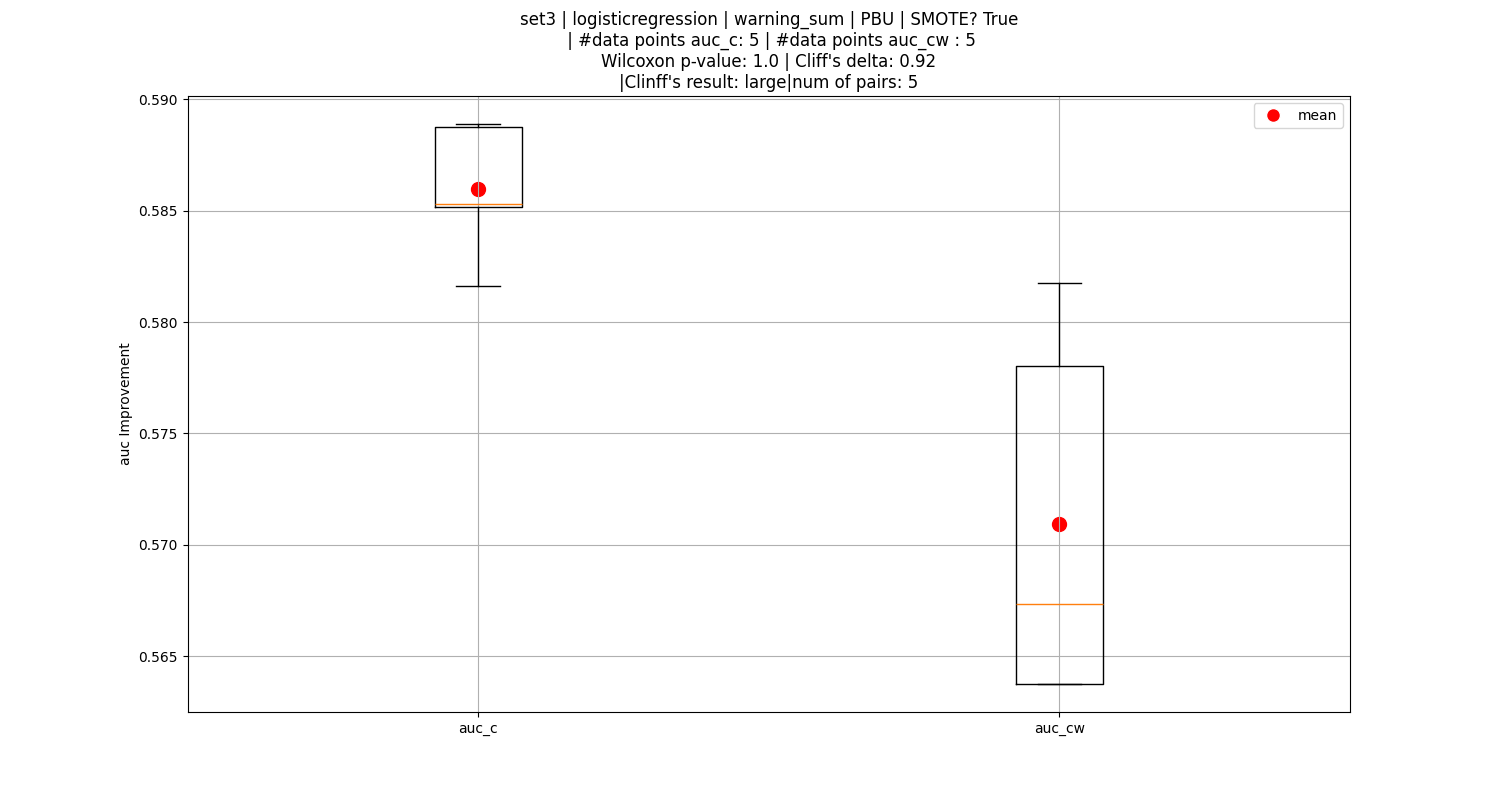 set3 | logisticregression | warning_sum | PBU | SMOTE? True
| #data points auc_c: 5 | #data points auc_cw : 5
Wilcoxon p-value: 1.0 | Cliff's delta: 0.92
|Clinff's result: large|num of pairs: 5
mean
0.590
0.585
0.580
0.575
0.570
0.565
auc Improvement
auc_c
auc_cw